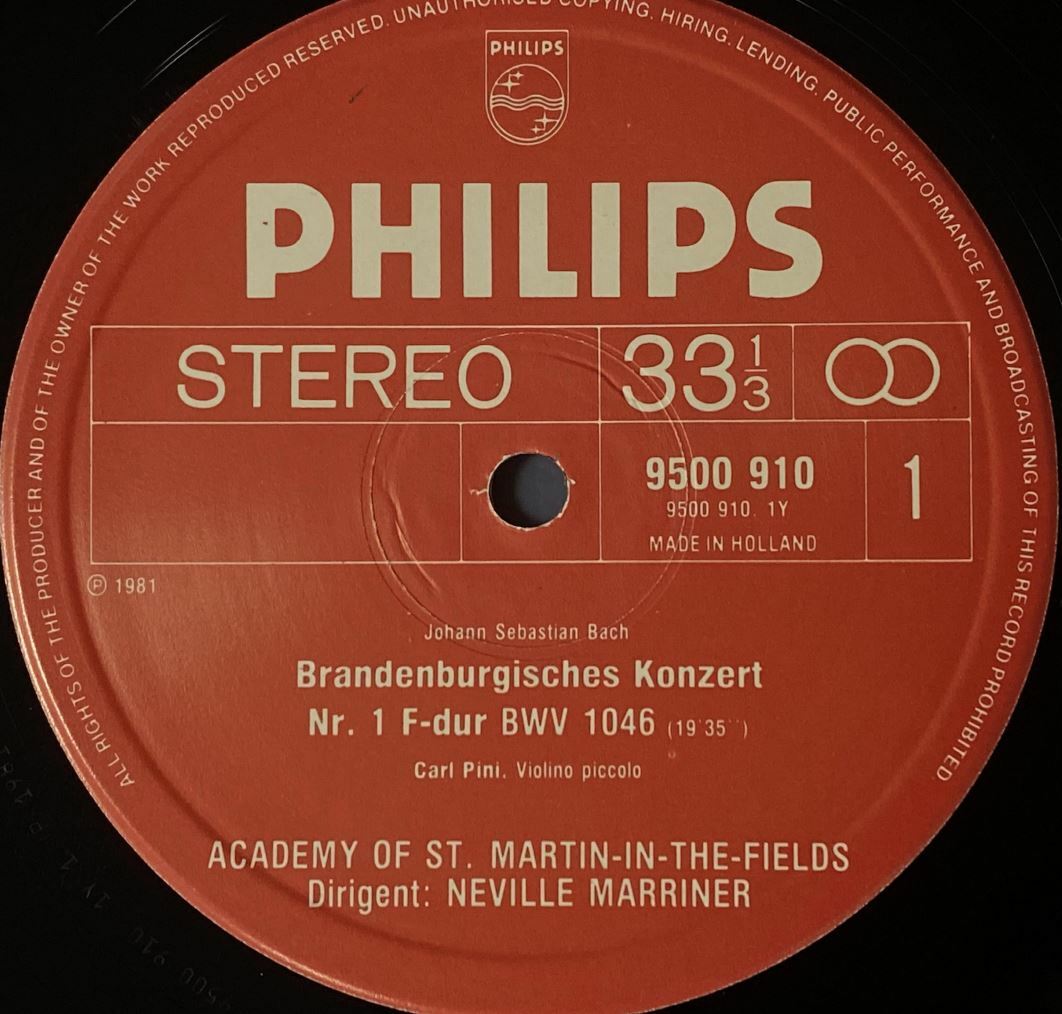 ALL RIGHTS OF THE PRODUCER AND OF THE OWNER OF THE WORK REPRODUCED RESERVED. UNAUTHORISED COPYING. HIRING. LENDING. PUBLIC PERFORMANCE AND BROADCASTING OF THIS RECORD PROHIBITED.
PHILIPS
PHILIPS
STEREO 33 1/3
9500 910 1
9500 910. 1Y
MADE IN HOLLAND
℗ 1981
Johann Sebastian Bach
Brandenburgisches Konzert
Nr. 1 F-dur BWV 1046 (19'35'')
Carl Pini. Violino piccolo
ACADEMY OF ST. MARTIN-IN-THE-FIELDS
Dirigent: NEVILLE MARRINER